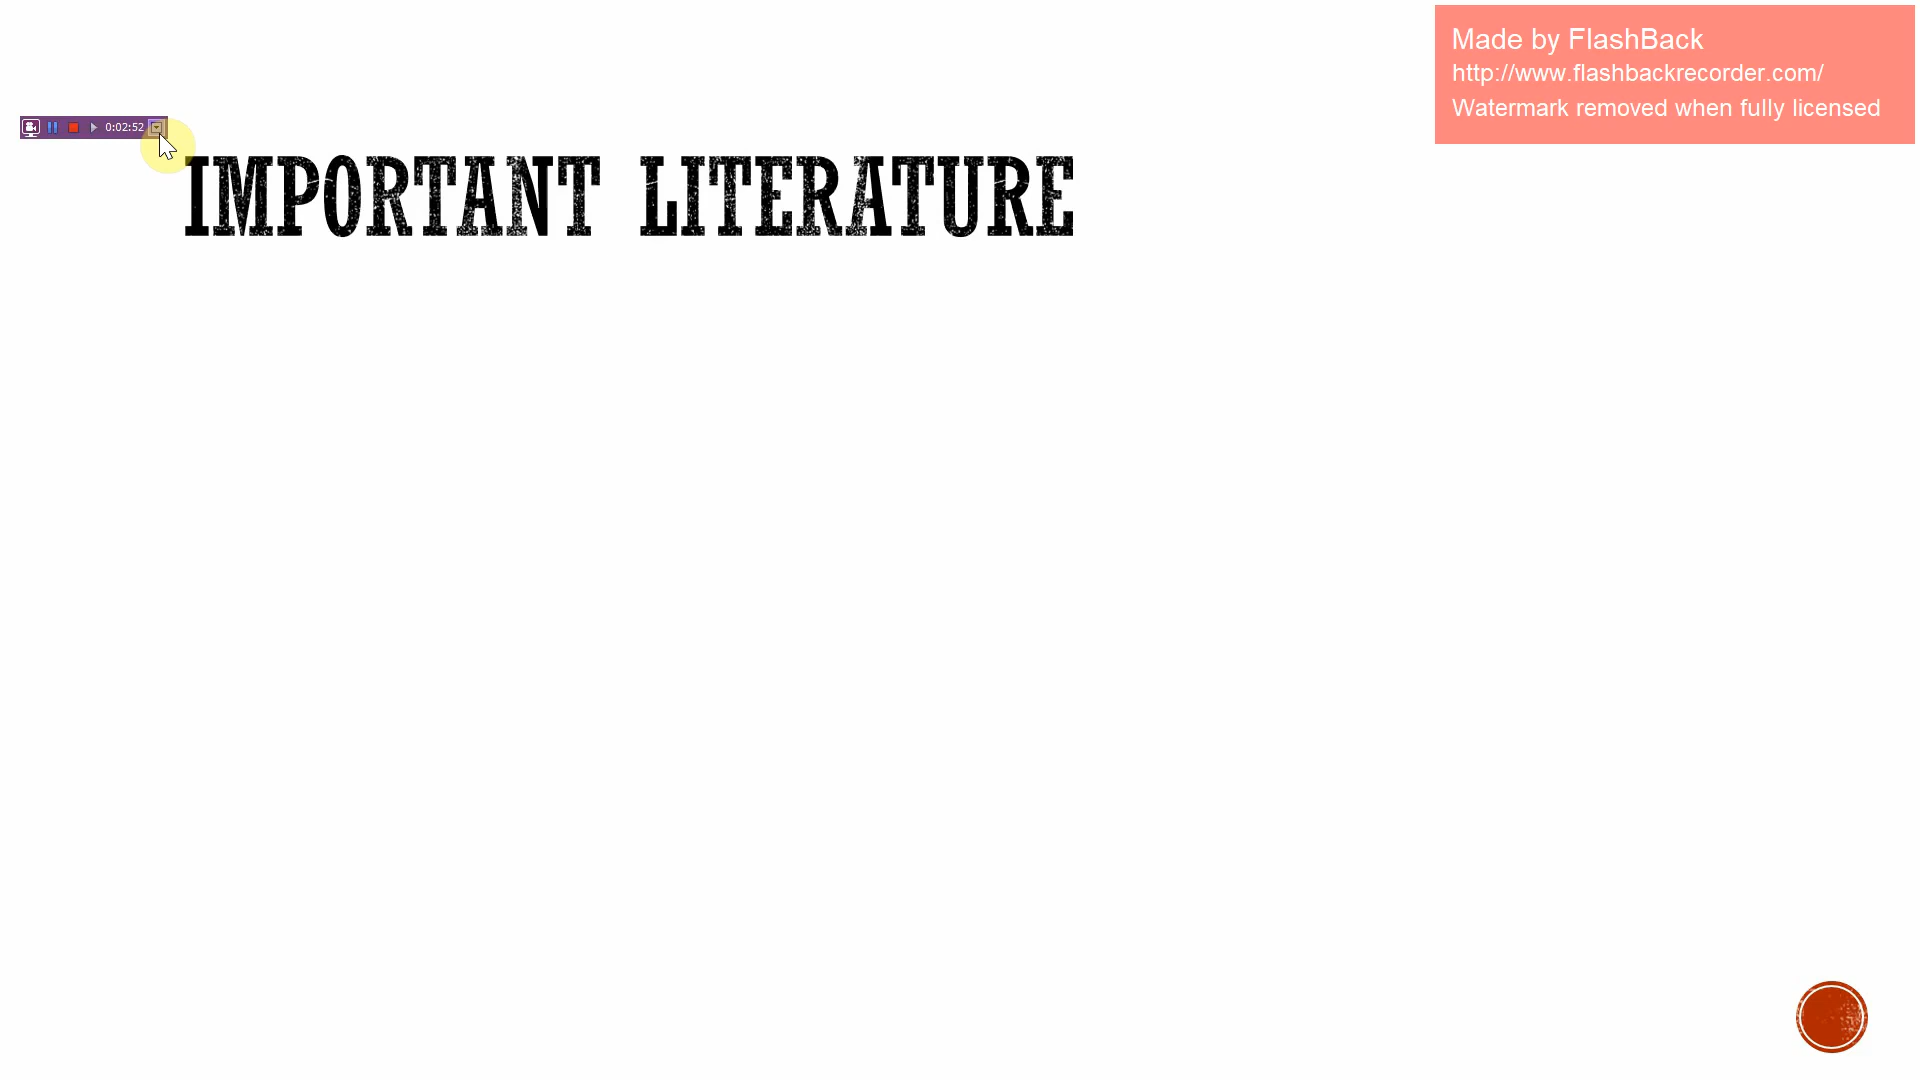 Made by FlashBack
http://www.flashbackrecorder.com/
Watermark removed when fully licensed
0:02:52
IMPORTANT LITERATURE